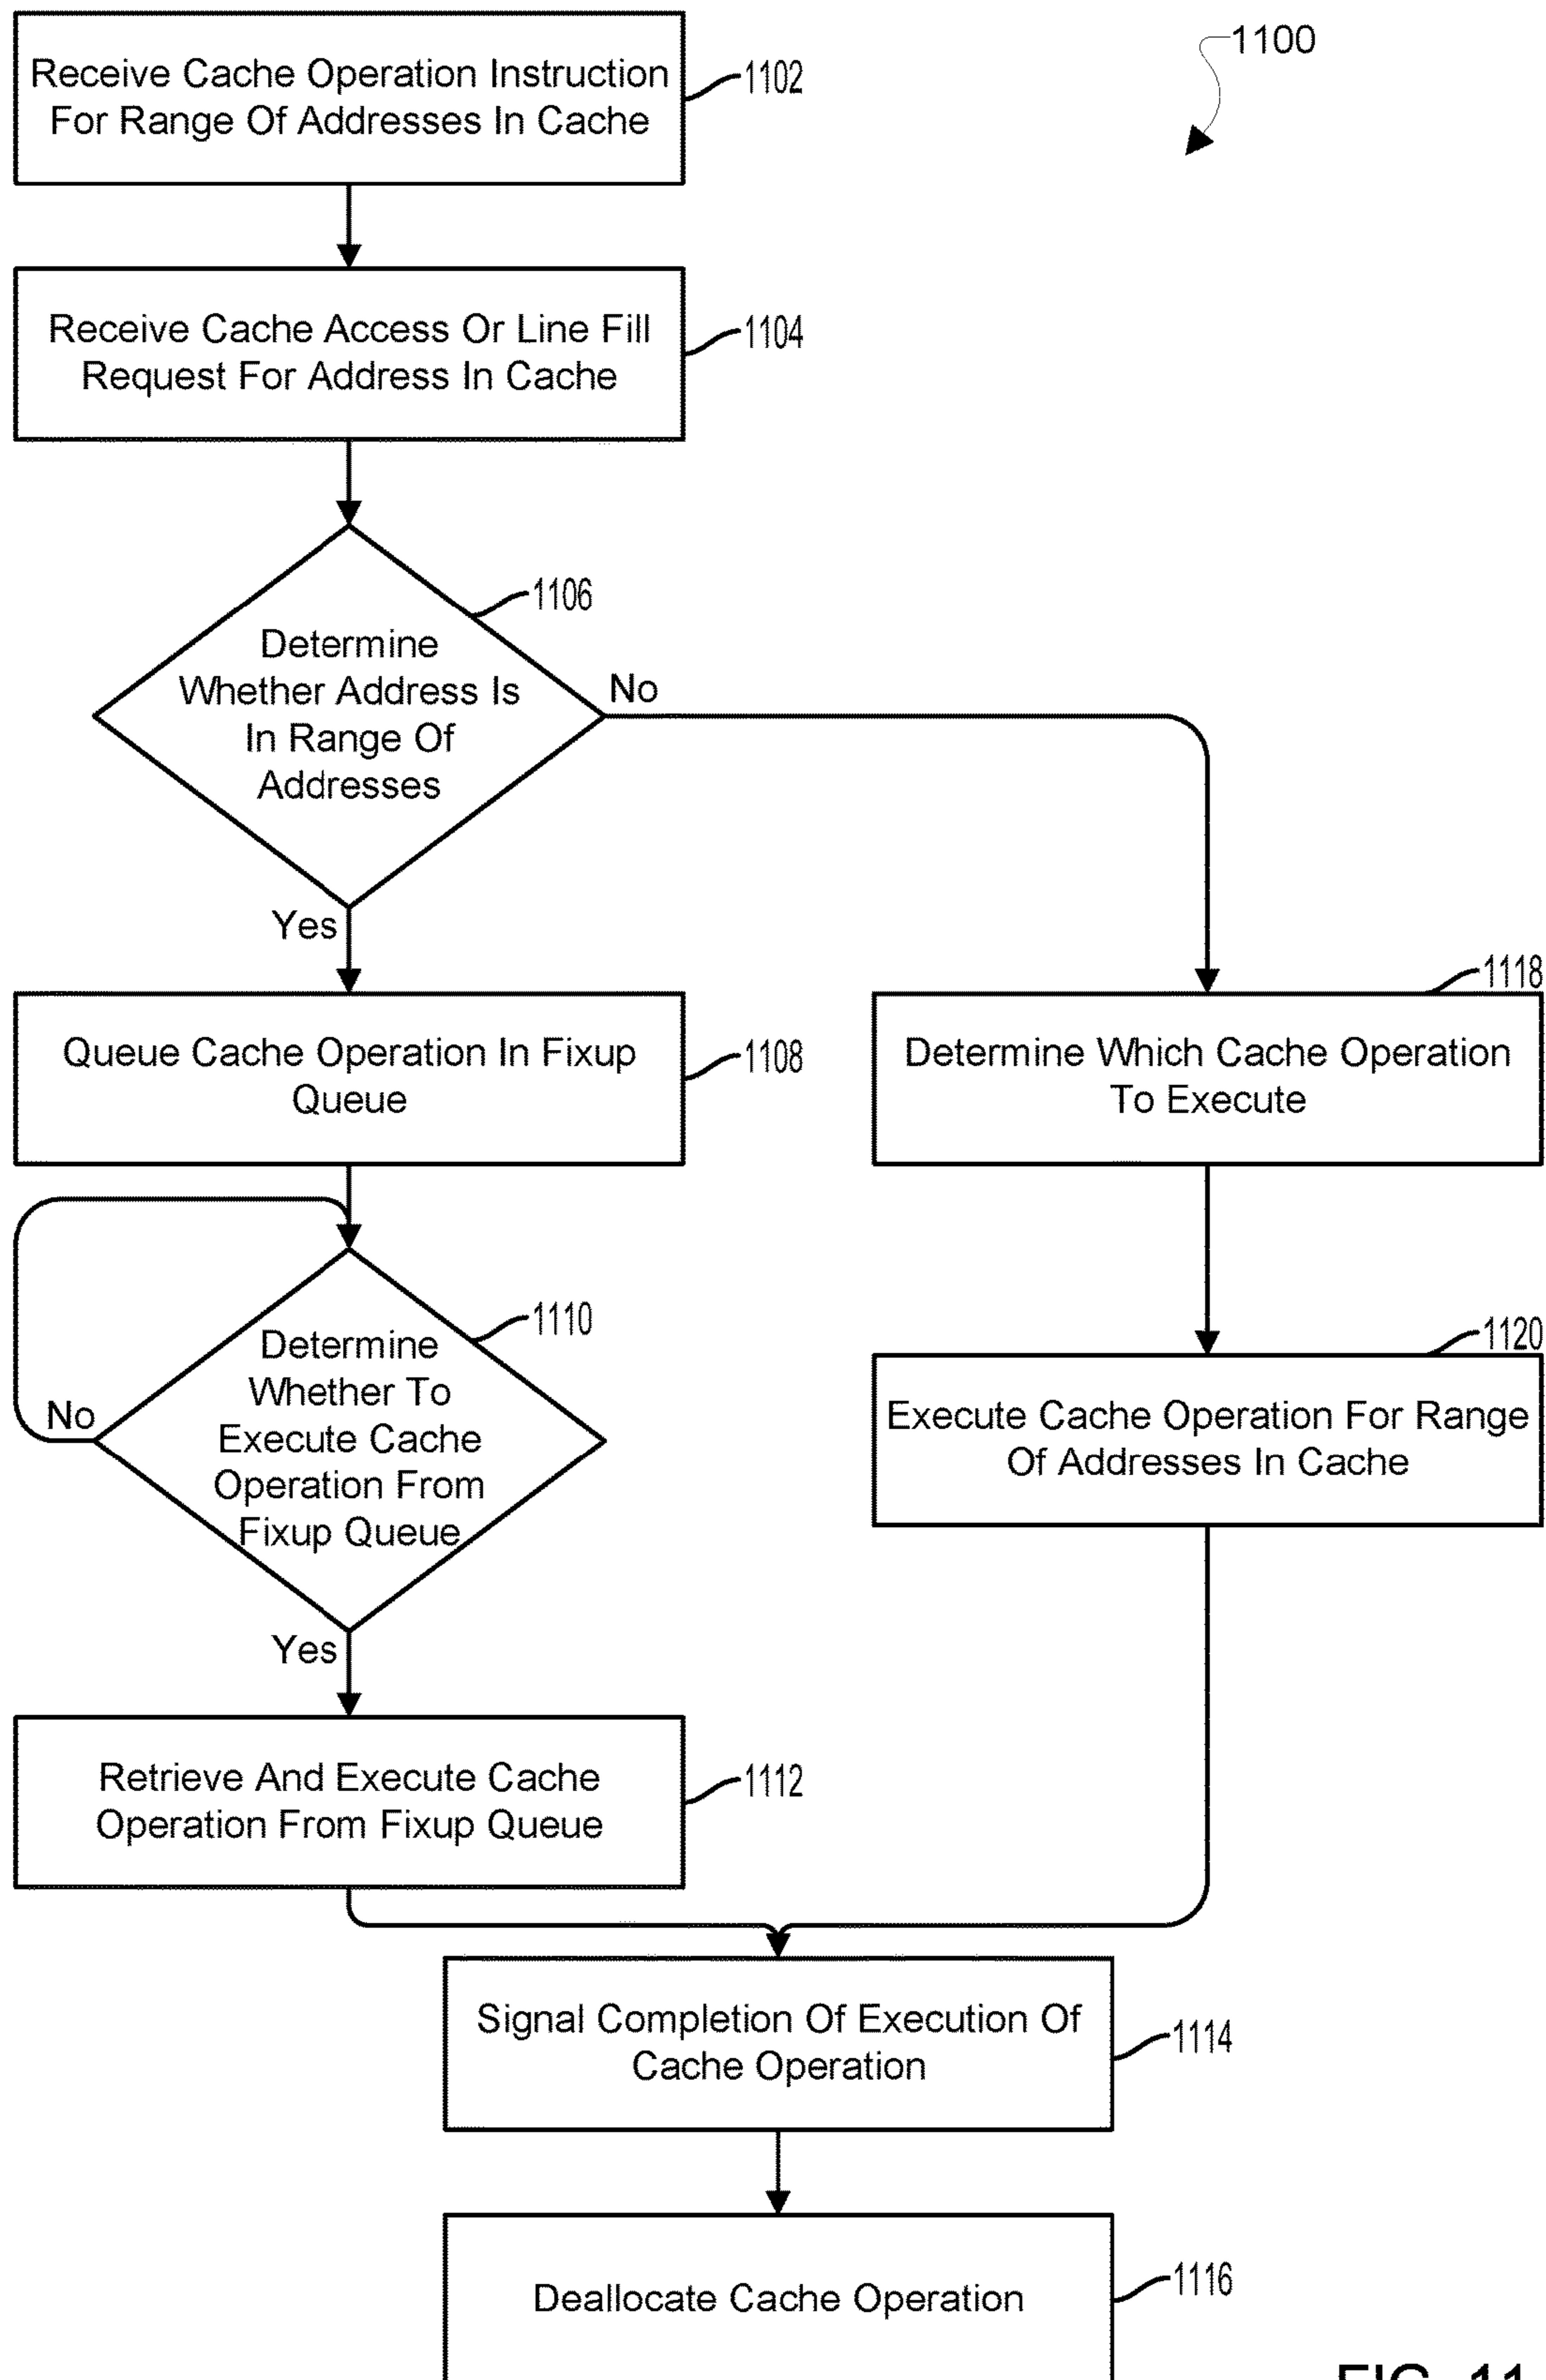 1100
Receive Cache Operation Instruction
For Range Of Addresses In Cache
1102
Receive Cache Access Or Line Fill
Request For Address In Cache
1104
1106
Determine
Whether Address Is
In Range Of
Addresses
No
Yes
Queue Cache Operation In Fixup
Queue
1108
1118
Determine Which Cache Operation
To Execute
1110
Determine
Whether To
Execute Cache
Operation From
Fixup Queue
No
Yes
1120
Execute Cache Operation For Range
Of Addresses In Cache
Retrieve And Execute Cache
Operation From Fixup Queue
1112
Signal Completion Of Execution Of
Cache Operation
1114
Deallocate Cache Operation
1116
FIG. 11